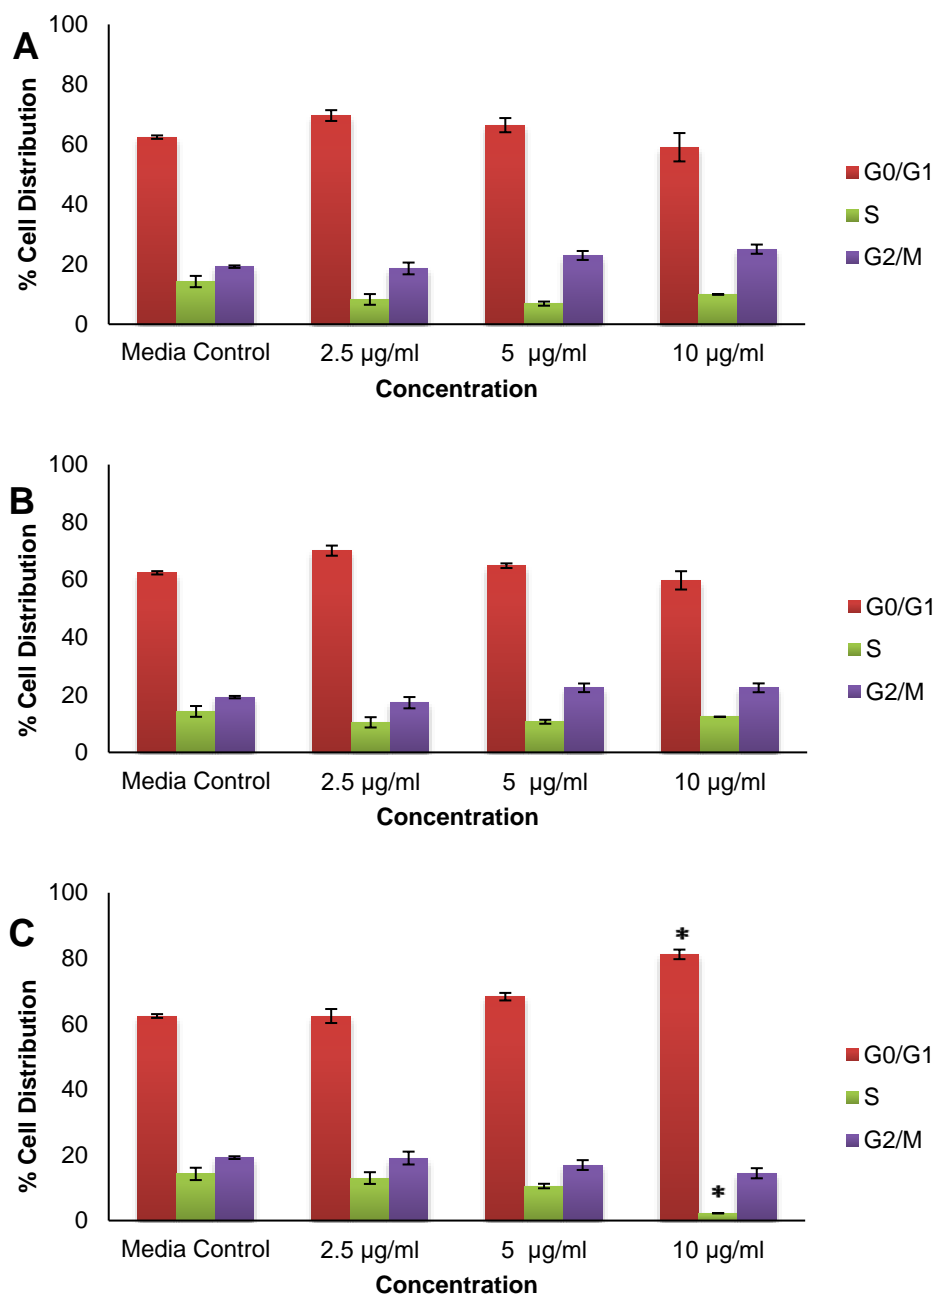 A
% Cell Distribution
100
80
60
40
20
0
Media Control 2.5 µg/ml 5 µg/ml 10 µg/ml
Concentration
G0/G1
S
G2/M
B
% Cell Distribution
100
80
60
40
20
0
Media Control 2.5 µg/ml 5 µg/ml 10 µg/ml
Concentration
G0/G1
S
G2/M
C
% Cell Distribution
100
80
60
40
20
0
*
*
Media Control 2.5 µg/ml 5 µg/ml 10 µg/ml
Concentration
G0/G1
S
G2/M